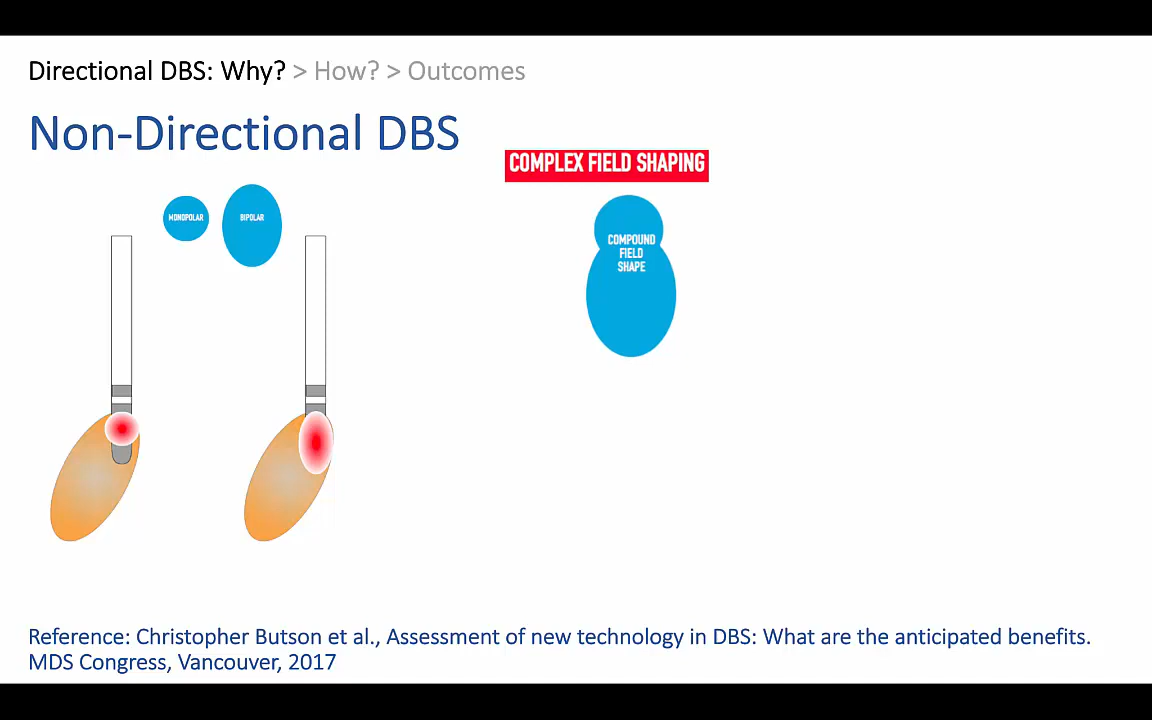 Directional DBS: Why? > How? > Outcomes
Non-Directional DBS
COMPLEX FIELD SHAPING
MONOPOLAR
BIPOLAR
COMPOUND
FIELD
SHAPE
Reference: Christopher Butson et al., Assessment of new technology in DBS: What are the anticipated benefits.
MDS Congress, Vancouver, 2017